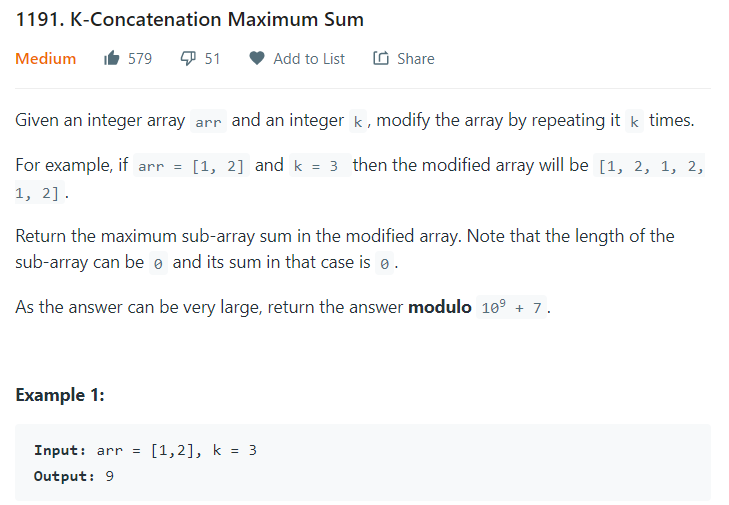 1191. K-Concatenation Maximum Sum
Medium 579 51 Add to List Share
Given an integer array arr and an integer k, modify the array by repeating it k times.
For example, if arr = [1, 2] and k = 3 then the modified array will be [1, 2, 1, 2,
1, 2].
Return the maximum sub-array sum in the modified array. Note that the length of the
sub-array can be 0 and its sum in that case is 0.
As the answer can be very large, return the answer modulo 10⁹ + 7.
Example 1:
Input: arr = [1,2], k = 3
Output: 9